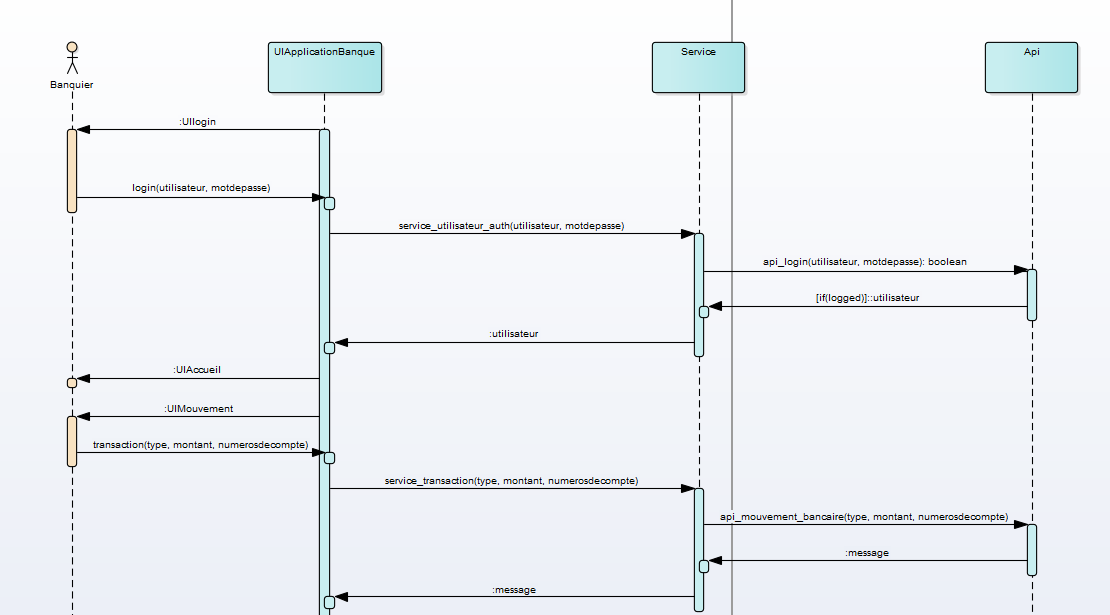 UIApplicationBanque
Service
Api
Banquier
:UIlogin
login(utilisateur, motdepasse)
service_utilisateur_auth(utilisateur, motdepasse)
api_login(utilisateur, motdepasse): boolean
[if(logged)]::utilisateur
:utilisateur
:UIAccueil
:UIMouvement
transaction(type, montant, numerosdecompte)
service_transaction(type, montant, numerosdecompte)
api_mouvement_bancaire(type, montant, numerosdecompte)
:message
:message